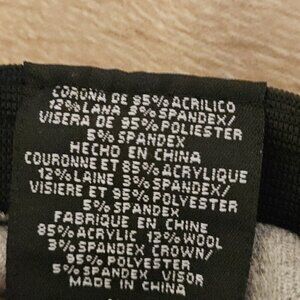 CORONA DE 85% ACRILICO
12% LANA 3% SPANDEX/
VISERA DE 95% POLIESTER
5% SPANDEX
HECHO EN CHINA
COURONNE ET 85% ACRYLIQUE
12% LAINE 3% SPANDEX/
VISIERE ET 95% POLYESTER
5% SPANDEX
FABRIQUE EN CHINE
85% ACRYLIC 12% WOOL
3% SPANDEX CROWN/
95% POLYESTER
5% SPANDEX VISOR
MADE IN CHINA